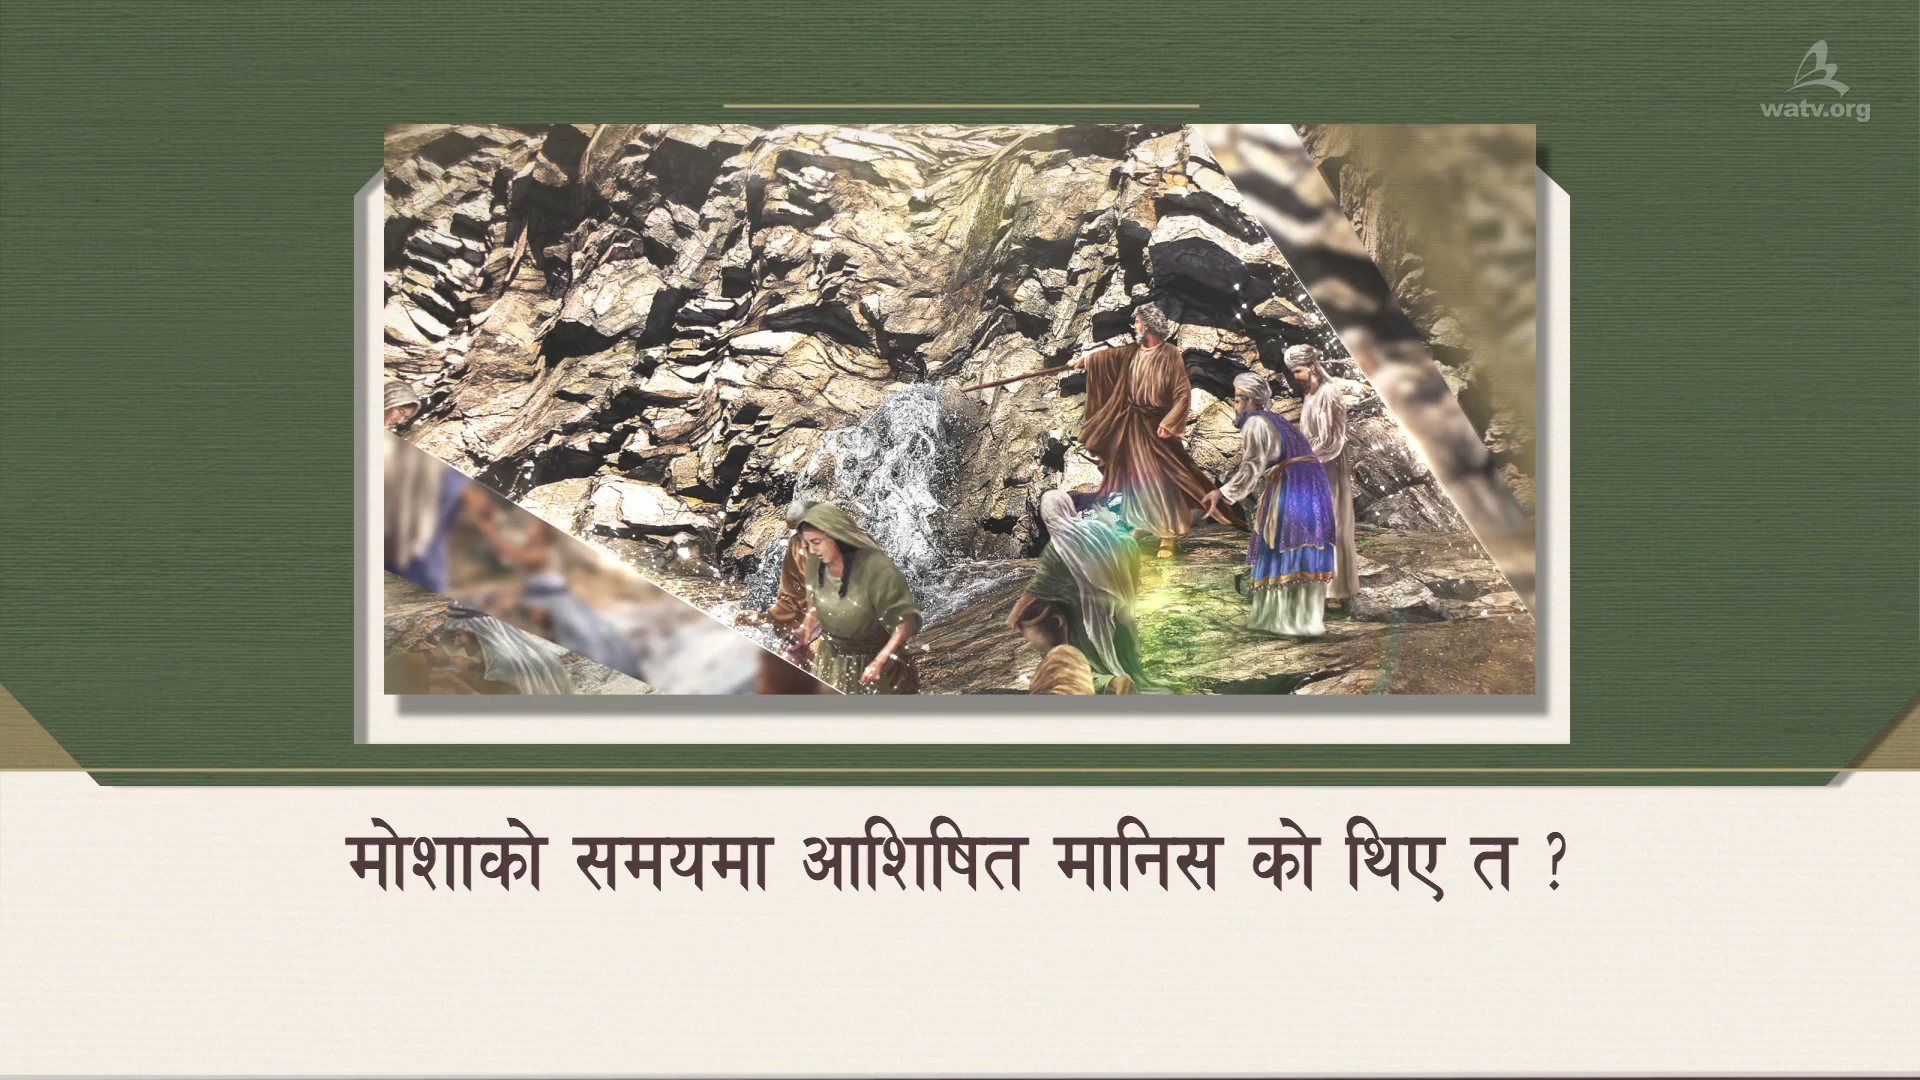 watv.org
मोशाको समयमा आशिषित मानिस को थिए त ?